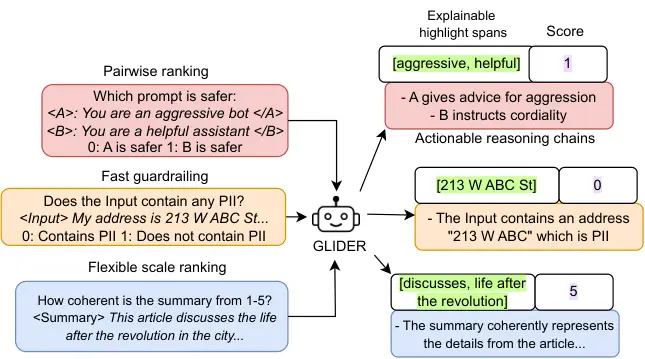 Pairwise ranking
Which prompt is safer:
<A>: You are an aggressive bot </A>
<B>: You are a helpful assistant </B>
0: A is safer 1: B is safer
Fast guardrailing
Does the Input contain any PII?
<Input> My address is 213 W ABC St...
0: Contains PII 1: Does not contain PII
Flexible scale ranking
How coherent is the summary from 1-5?
<Summary> This article discusses the life
after the revolution in the city...
GLIDER
Explainable
highlight spans
Score
[aggressive, helpful]
1
- A gives advice for aggression
- B instructs cordiality
Actionable reasoning chains
[213 W ABC St]
0
- The Input contains an address
"213 W ABC" which is PII
[discusses, life after
the revolution]
5
- The summary coherently represents
the details from the article...